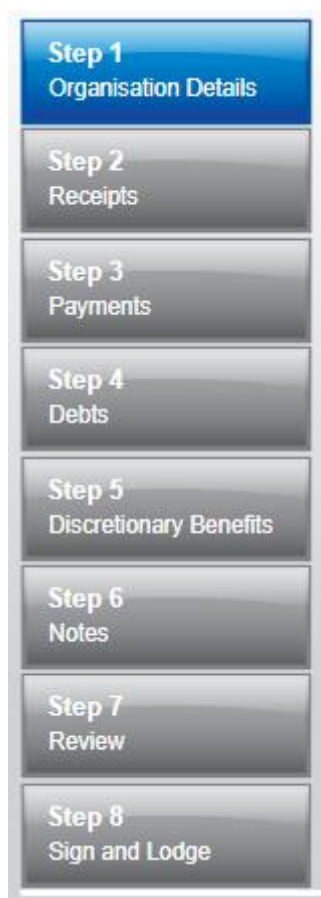 Step 1
Organisation Details
Step 2
Receipts
Step 3
Payments
Step 4
Debts
Step 5
Discretionary Benefits
Step 6
Notes
Step 7
Review
Step 8
Sign and Lodge